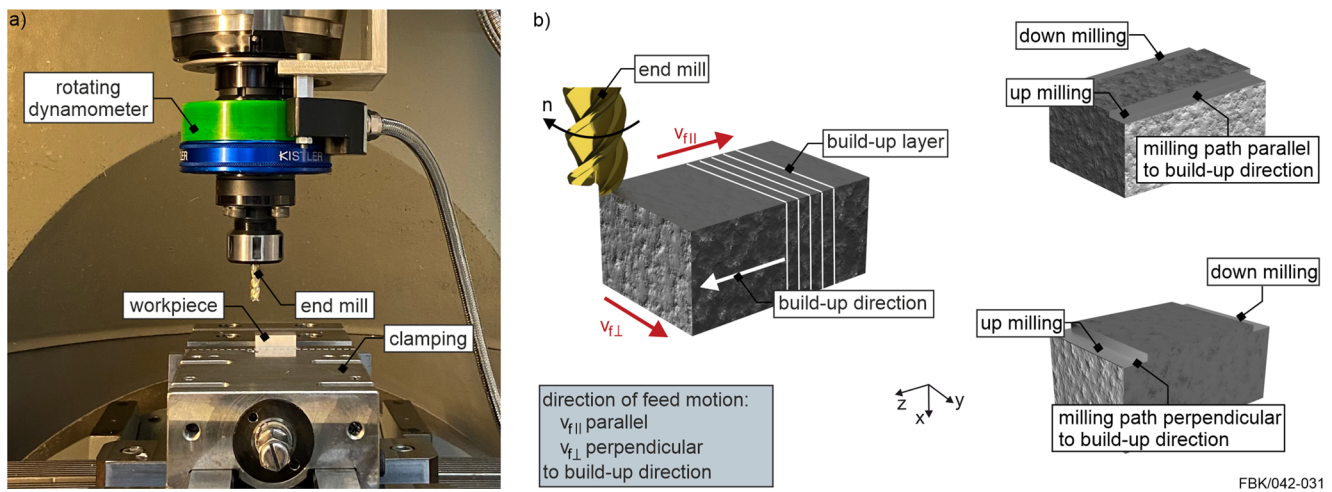 a)
rotating
dynamometer
KISTLER
workpiece
end mill
clamping
b)
end mill
n
vf||
build-up layer
build-up direction
vf⊥
direction of feed motion:
vf|| parallel
vf⊥ perpendicular
to build-up direction
z
x
y
down milling
up milling
milling path parallel
to build-up direction
down milling
up milling
milling path perpendicular
to build-up direction
FBK/042-031